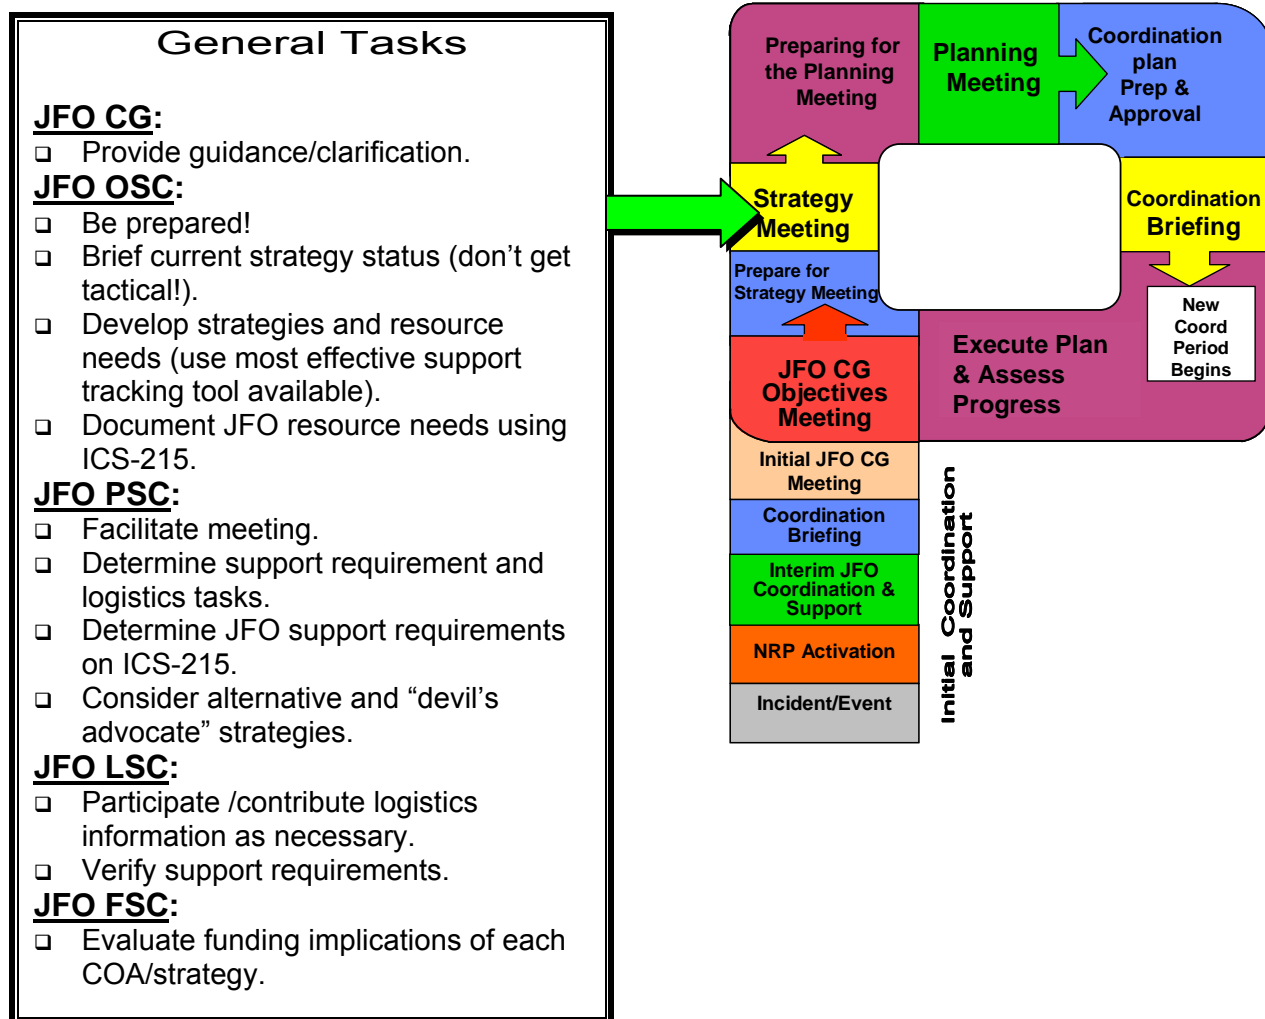 General Tasks
JFO CG:
❑ Provide guidance/clarification.
JFO OSC:
❑ Be prepared!
❑ Brief current strategy status (don’t get
tactical!).
❑ Develop strategies and resource
needs (use most effective support
tracking tool available).
❑ Document JFO resource needs using
ICS-215.
JFO PSC:
❑ Facilitate meeting.
❑ Determine support requirement and
logistics tasks.
❑ Determine JFO support requirements
on ICS-215.
❑ Consider alternative and “devil’s
advocate” strategies.
JFO LSC:
❑ Participate /contribute logistics
information as necessary.
❑ Verify support requirements.
JFO FSC:
❑ Evaluate funding implications of each
COA/strategy.
Preparing for
the Planning
Meeting
Planning
Meeting
Coordination
plan
Prep &
Approval
Strategy
Meeting
Coordination
Briefing
Prepare for
Strategy Meeting
New
Coord
Period
Begins
Execute Plan
& Assess
Progress
JFO CG
Objectives
Meeting
Initial JFO CG
Meeting
Coordination
Briefing
Interim JFO
Coordination &
Support
NRP Activation
Incident/Event
Initial Coordination
and Support